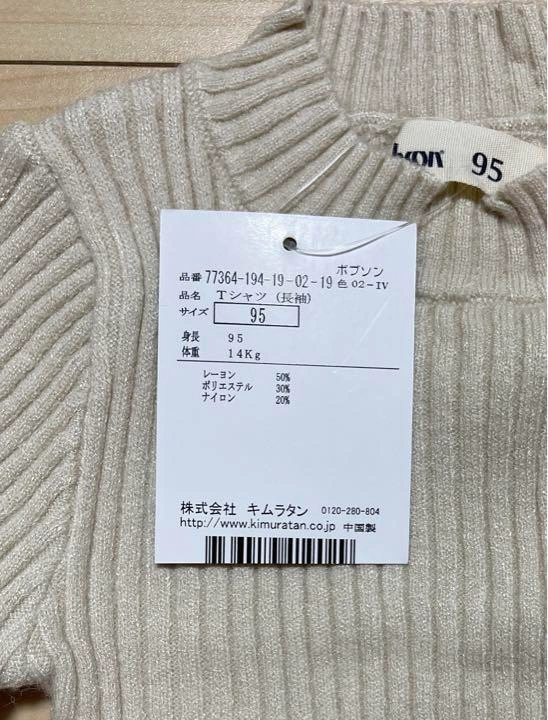 95
ボブソン
品番 77364-194-19-02-19 色 02-IV
品名 Tシャツ (長袖)
サイズ 95
身長 95
体重 14Kg
レーヨン 50%
ポリエステル 30%
ナイロン 20%
株式会社 キムラタン 0120-280-804
http://www.kimuratan.co.jp 中国製